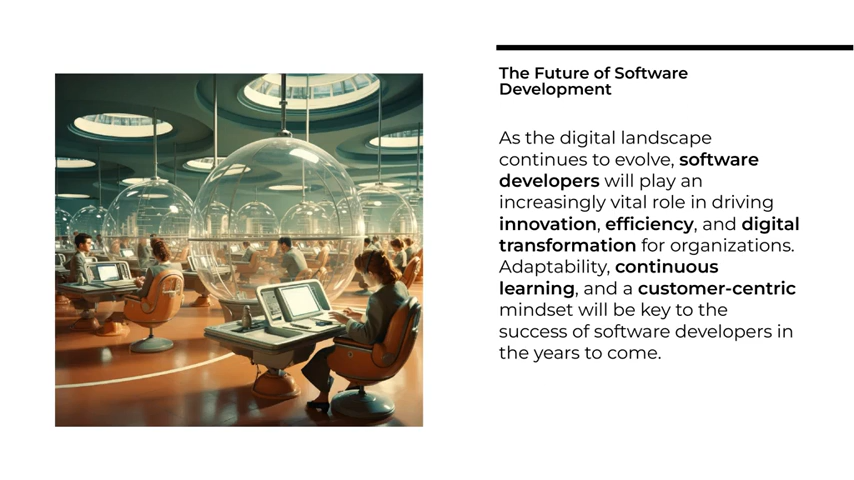 The Future of Software
Development
As the digital landscape
continues to evolve, software
developers will play an
increasingly vital role in driving
innovation, efficiency, and digital
transformation for organizations.
Adaptability, continuous
learning, and a customer-centric
mindset will be key to the
success of software developers in
the years to come.